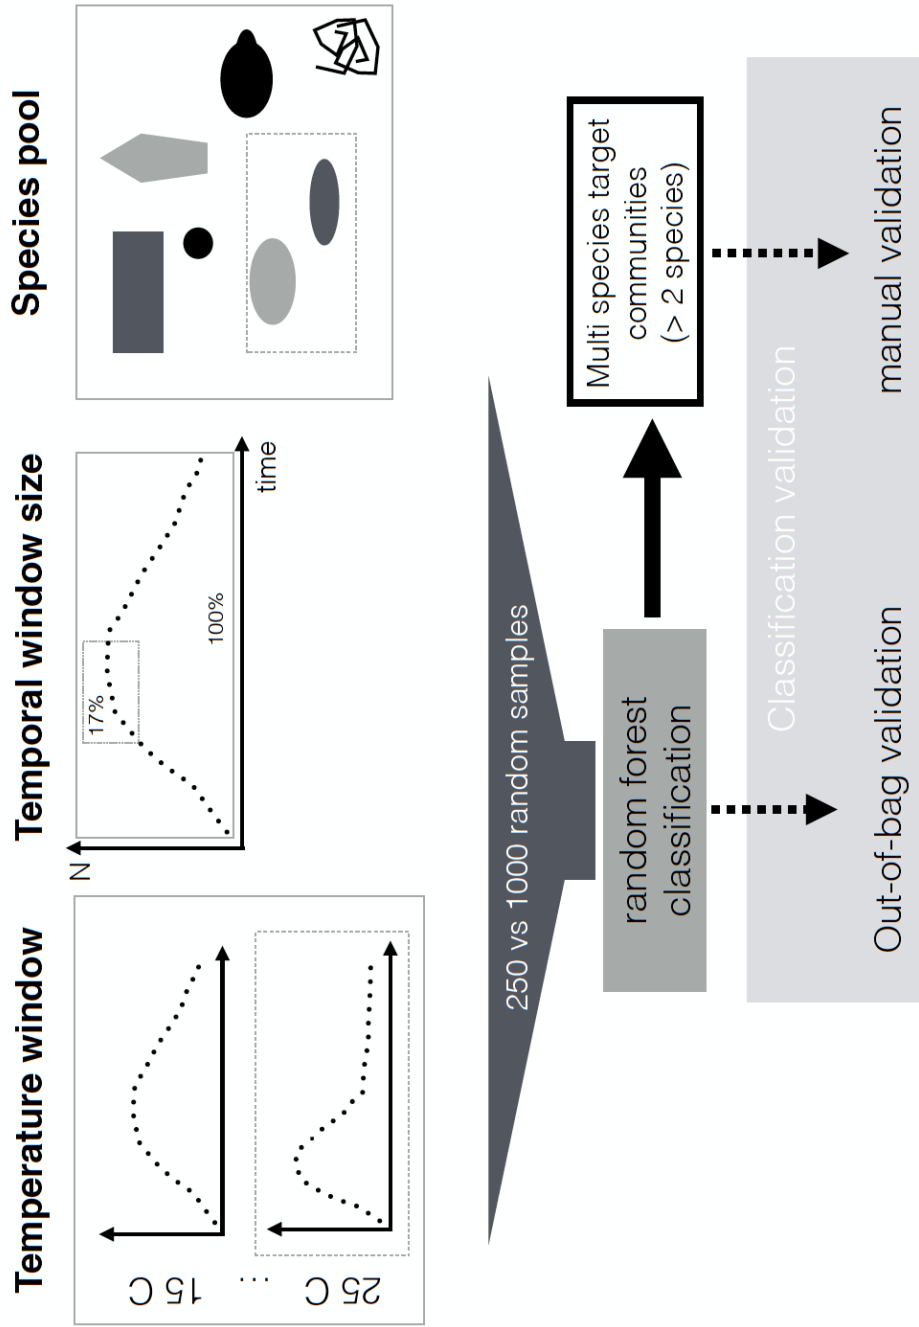 Temperature window
15 C
...
25 C
Temporal window size
N
17%
100%
time
Species pool
250 vs 1000 random samples
random forest
classification
Multi species target
communities
(> 2 species)
Classification validation
Out-of-bag validation
manual validation